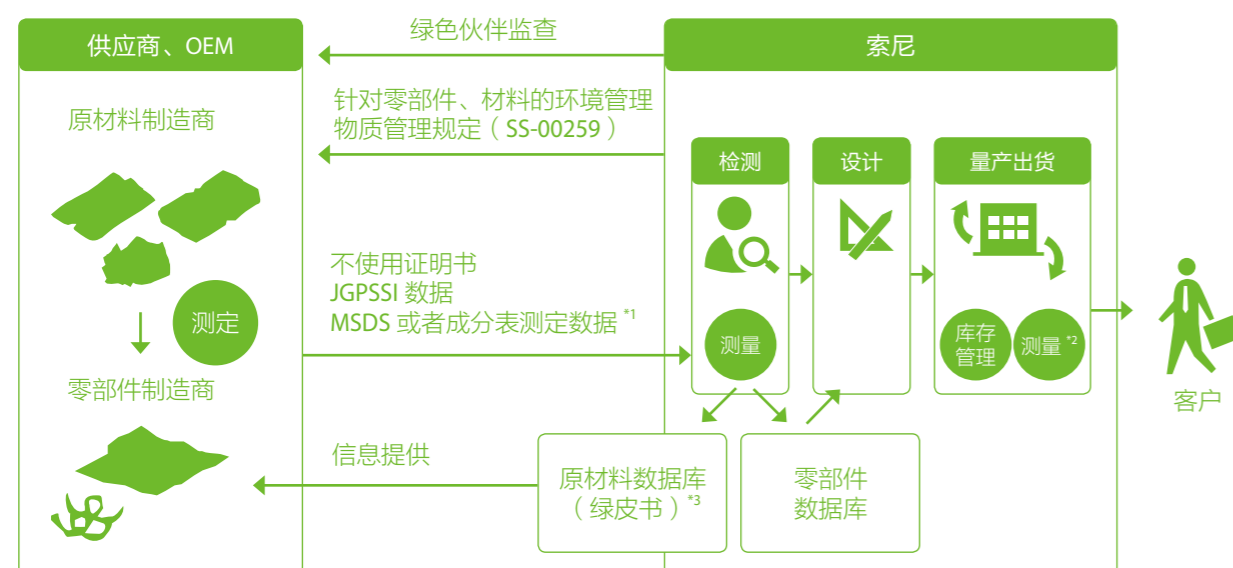 供应商、OEM
绿色伙伴监查
索尼
原材料制造商
针对零部件、材料的环境管理
物质管理规定（SS-00259）
检测
设计
量产出货
不使用证明书
JGPSSI 数据
MSDS 或者成分表测定数据 *1
测定
测量
库存
管理
测量 *2
零部件制造商
客户
信息提供
原材料数据库
（绿皮书）*3
零部件
数据库